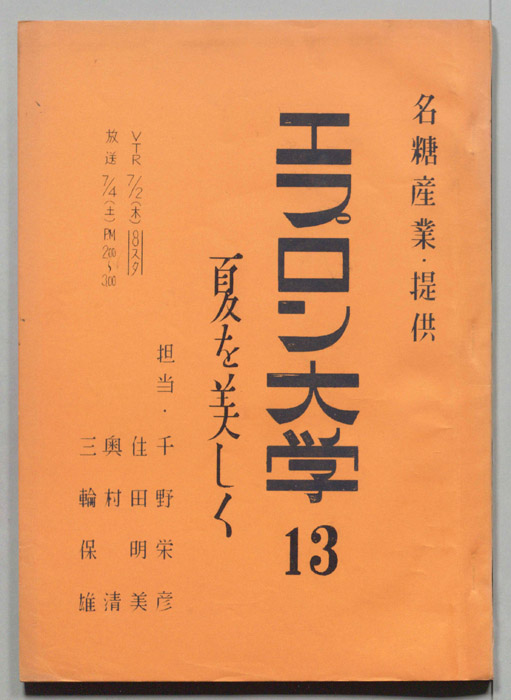 名糖産業・提供
エプロン大学13
夏を美しく
VTR 7/2(木) 8スタ
放送 7/4(土) PM 2:00〜3:00
担当・千野栄彦
住田明美
奥村清
三輪保雄